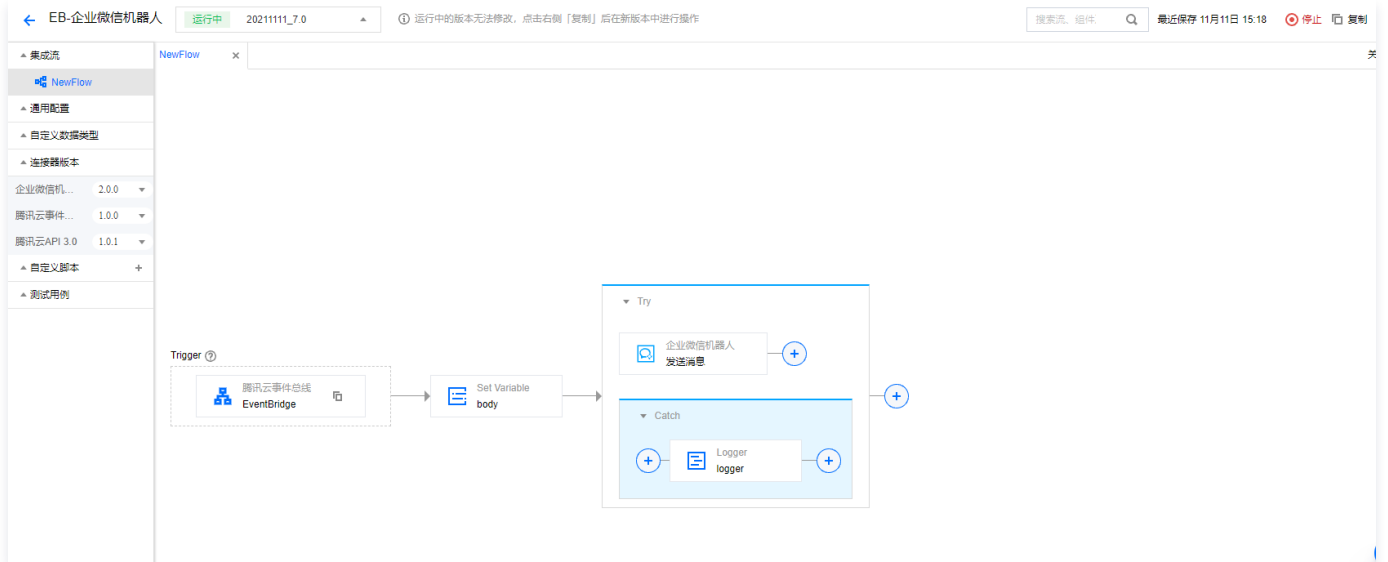 EB-企业微信机器人
运行中 20211111_7.0
运行中的版本无法修改，点击右侧「复制」后在新版本中进行操作
搜索流、组件
最近保存 11月11日 15:18
停止
复制
集成流
NewFlow
通用配置
自定义数据类型
连接器版本
企业微信机... 2.0.0
腾讯云事件... 1.0.0
腾讯云API 3.0 1.0.1
自定义脚本
测试用例
NewFlow
关
Trigger
腾讯云事件总线
EventBridge
Set Variable
body
Try
企业微信机器人
发送消息
Catch
Logger
logger